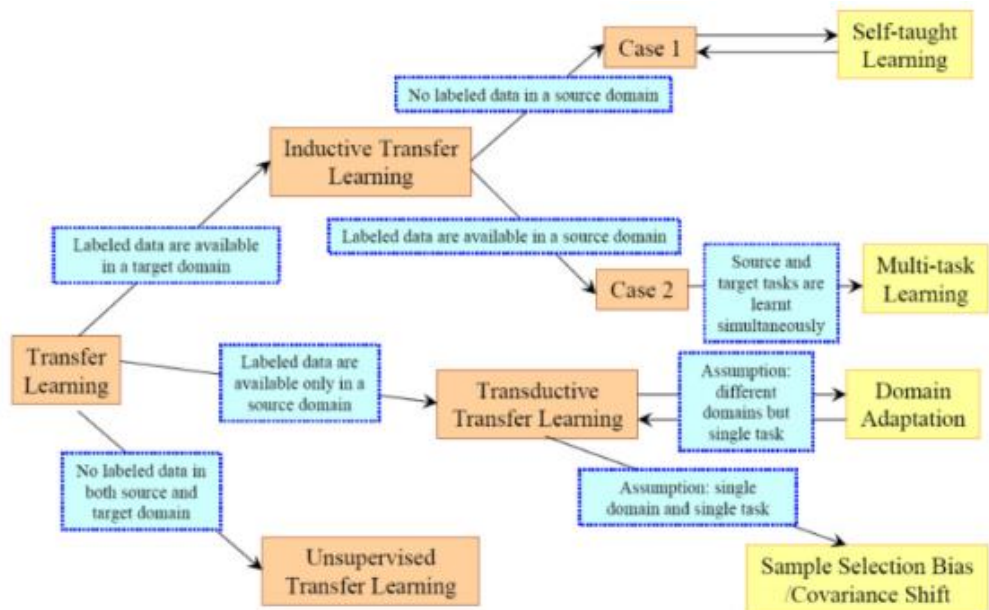 Case 1
Self-taught
Learning
No labeled data in a source domain
Inductive Transfer
Learning
Labeled data are available
in a target domain
Labeled data are available in a source domain
Case 2
Source and
target tasks are
learnt
simultaneously
Multi-task
Learning
Transfer
Learning
Labeled data are
available only in a
source domain
Transductive
Transfer Learning
Assumption:
different
domains but
single task
Domain
Adaptation
No labeled data in
both source and
target domain
Assumption: single
domain and single task
Unsupervised
Transfer Learning
Sample Selection Bias
/Covariance Shift